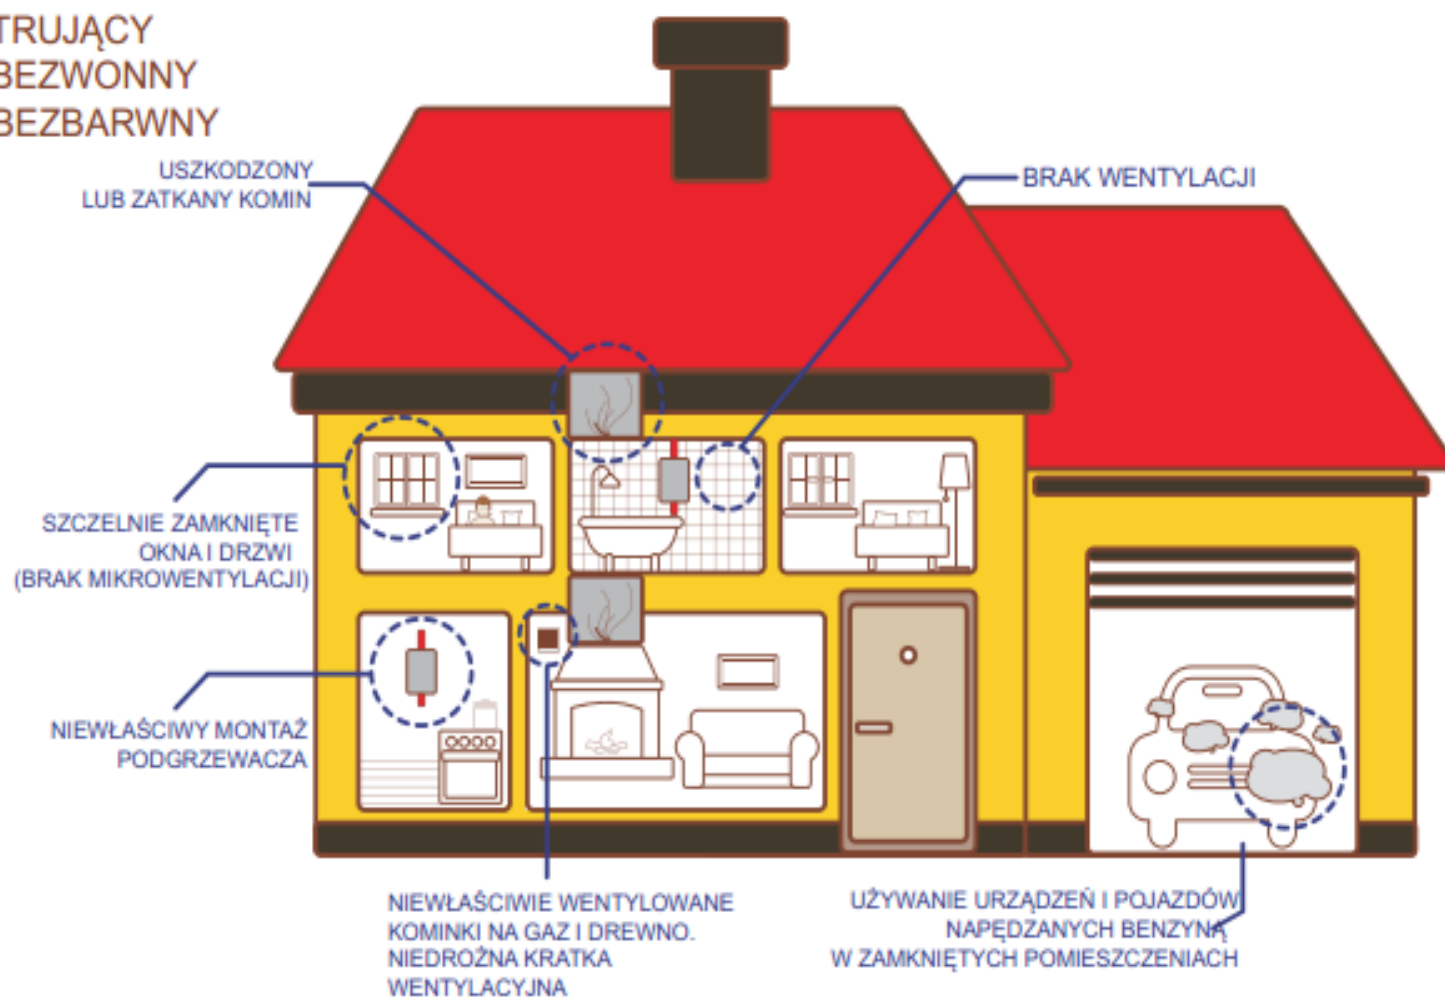 TRUJĄCY
BEZWONNY
BEZBARWNY
USZKODZONY
LUB ZATKANY KOMIN
BRAK WENTYLACJI
SZCZELNIE ZAMKNIĘTE
OKNA I DRZWI
(BRAK MIKROWENTYLACJI)
NIEWŁAŚCIWY MONTAŻ
PODGRZEWACZA
NIEWŁAŚCIWIE WENTYLOWANE
KOMINKI NA GAZ I DREWNO.
NIEDROŻNA KRATKA
WENTYLACYJNA
UŻYWANIE URZĄDZEŃ I POJAZDÓW
NAPĘDZANYCH BENZYNĄ
W ZAMKNIĘTYCH POMIESZCZENIACH